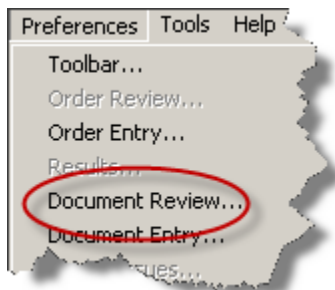 Preferences Tools Help
Toolbar...
Order Review...
Order Entry...
Results...
Document Review...
Document Entry...